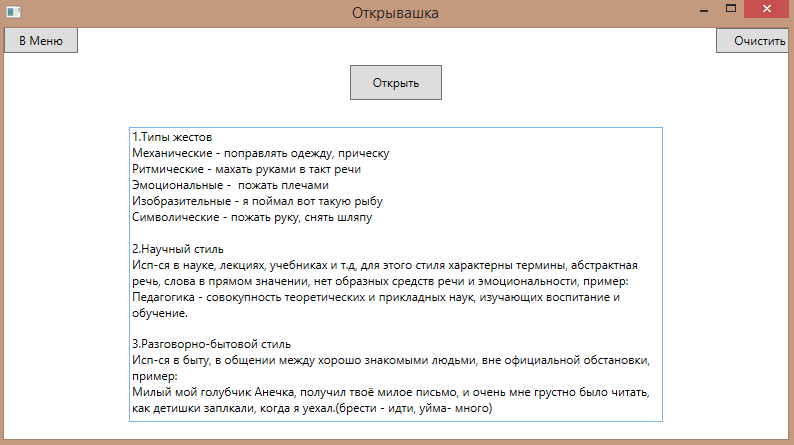 Открывашка
В Меню
Очистить
Открыть
1.Типы жестов
Механические - поправлять одежду, прическу
Ритмические - махать руками в такт речи
Эмоциональные -  пожать плечами
Изобразительные - я поймал вот такую рыбу
Символические - пожать руку, снять шляпу
2.Научный стиль
Исп-ся в науке, лекциях, учебниках и т.д, для этого стиля характерны термины, абстрактная
речь, слова в прямом значении, нет образных средств речи и эмоциональности, пример:
Педагогика - совокупность теоретических и прикладных наук, изучающих воспитание и
обучение.
3.Разговорно-бытовой стиль
Исп-ся в быту, в общении между хорошо знакомыми людьми, вне официальной обстановки,
пример:
Милый мой голубчик Анечка, получил твоё милое письмо, и очень мне грустно было читать,
как детишки заплкали, когда я уехал.(брести - идти, уйма- много)